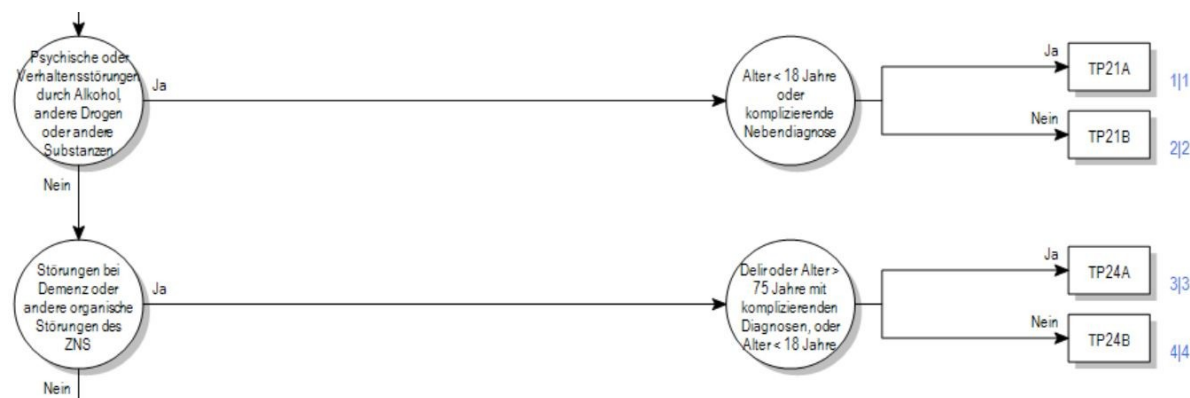 Psychische oder
Verhaltensstörungen
durch Alkohol,
andere Drogen
oder andere
Substanzen
Ja
Alter < 18 Jahre
oder
komplizierende
Nebendiagnose
Ja
TP21A
1|1
Nein
TP21B
2|2
Nein
Störungen bei
Demenz oder
andere organische
Störungen des
ZNS
Ja
Delir oder Alter >
75 Jahre mit
komplizierenden
Diagnosen, oder
Alter < 18 Jahre
Ja
TP24A
3|3
Nein
TP24B
4|4
Nein